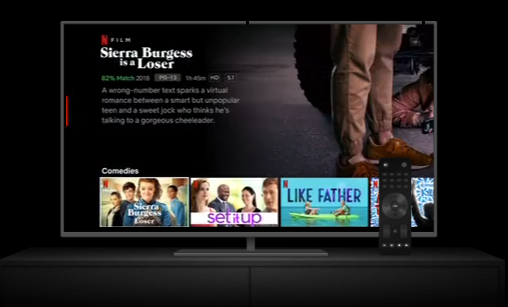 N FILM
Sierra Burgess
is a Loser
82% Match 2018 PG-13 1h 45m HD 5.1
A wrong-number text sparks a virtual
romance between a smart but unpopular
teen and a sweet jock who thinks he's
talking to a gorgeous cheeleader.
Comedies
N
Sierra
Burgess
is a
Loser
set it up
N
LIKE FATHER
N